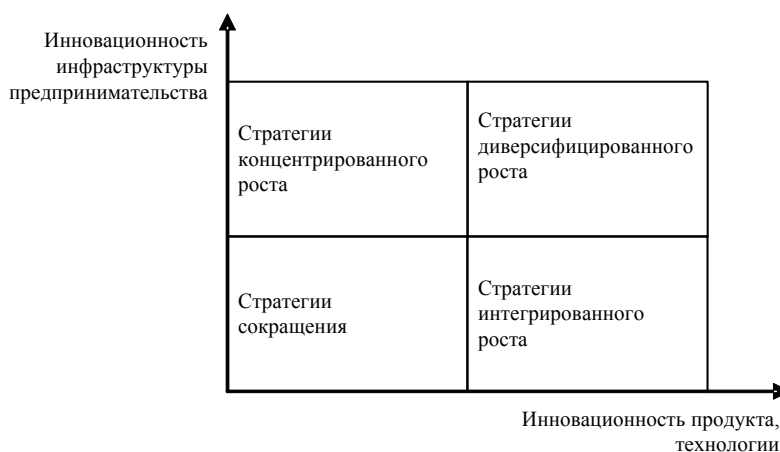 Инновационность
инфраструктуры
предпринимательства
Стратегии
концентрированного
роста
Стратегии
диверсифицированного
роста
Стратегии
сокращения
Стратегии
интегрированного
роста
Инновационность продукта,
технологии